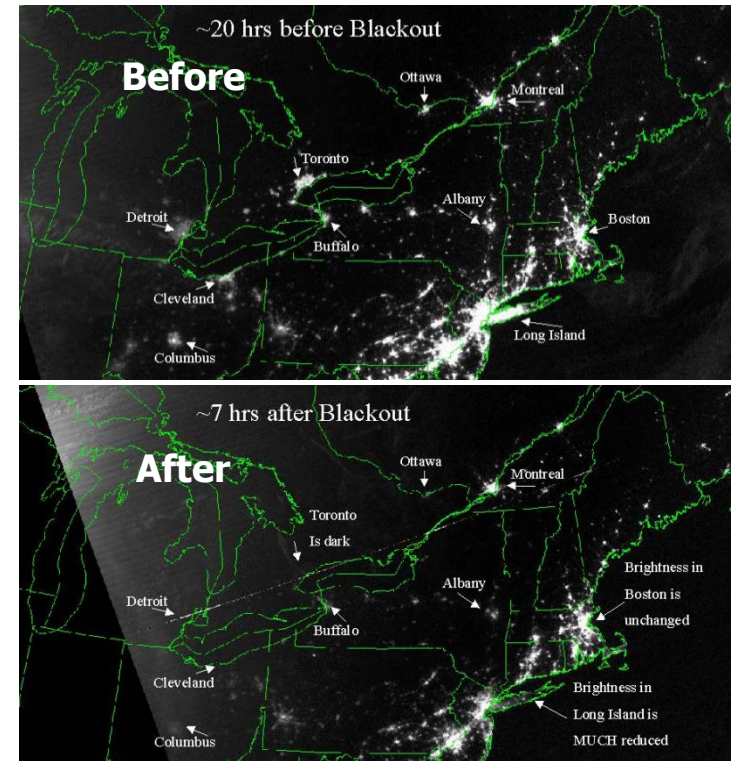 ~20 hrs before Blackout
Before
Ottawa
Montreal
Toronto
Albany
Detroit
Boston
Buffalo
Cleveland
Long Island
Columbus
~7 hrs after Blackout
After
Ottawa
Montreal
Toronto
Is dark
Brightness in
Boston is
unchanged
Albany
Detroit
Buffalo
Cleveland
Brightness in
Long Island is
MUCH reduced
Columbus